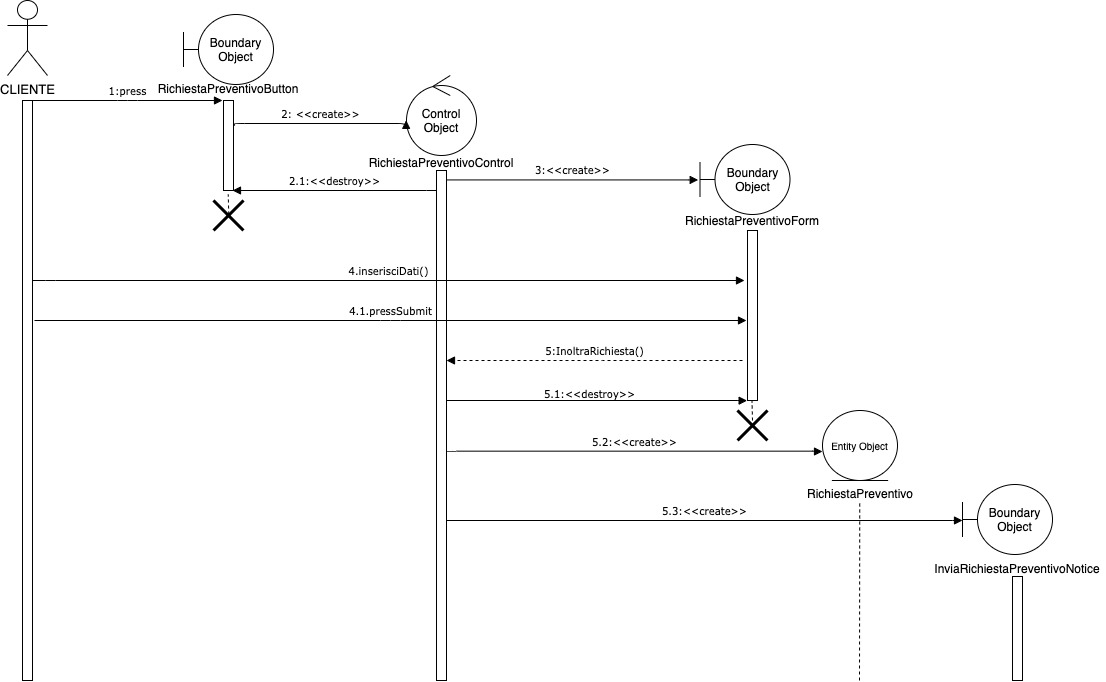 Boundary
Object
CLIENTE
1:press
RichiestaPreventivoButton
2: <<create>>
Control
Object
RichiestaPreventivoControl
3:<<create>>
Boundary
Object
2.1:<<destroy>>
RichiestaPreventivoForm
4.inserisciDati()
4.1.pressSubmit
5:InoltraRichiesta()
5.1:<<destroy>>
5.2:<<create>>
Entity Object
RichiestaPreventivo
5.3:<<create>>
Boundary
Object
InviaRichiestaPreventivoNotice